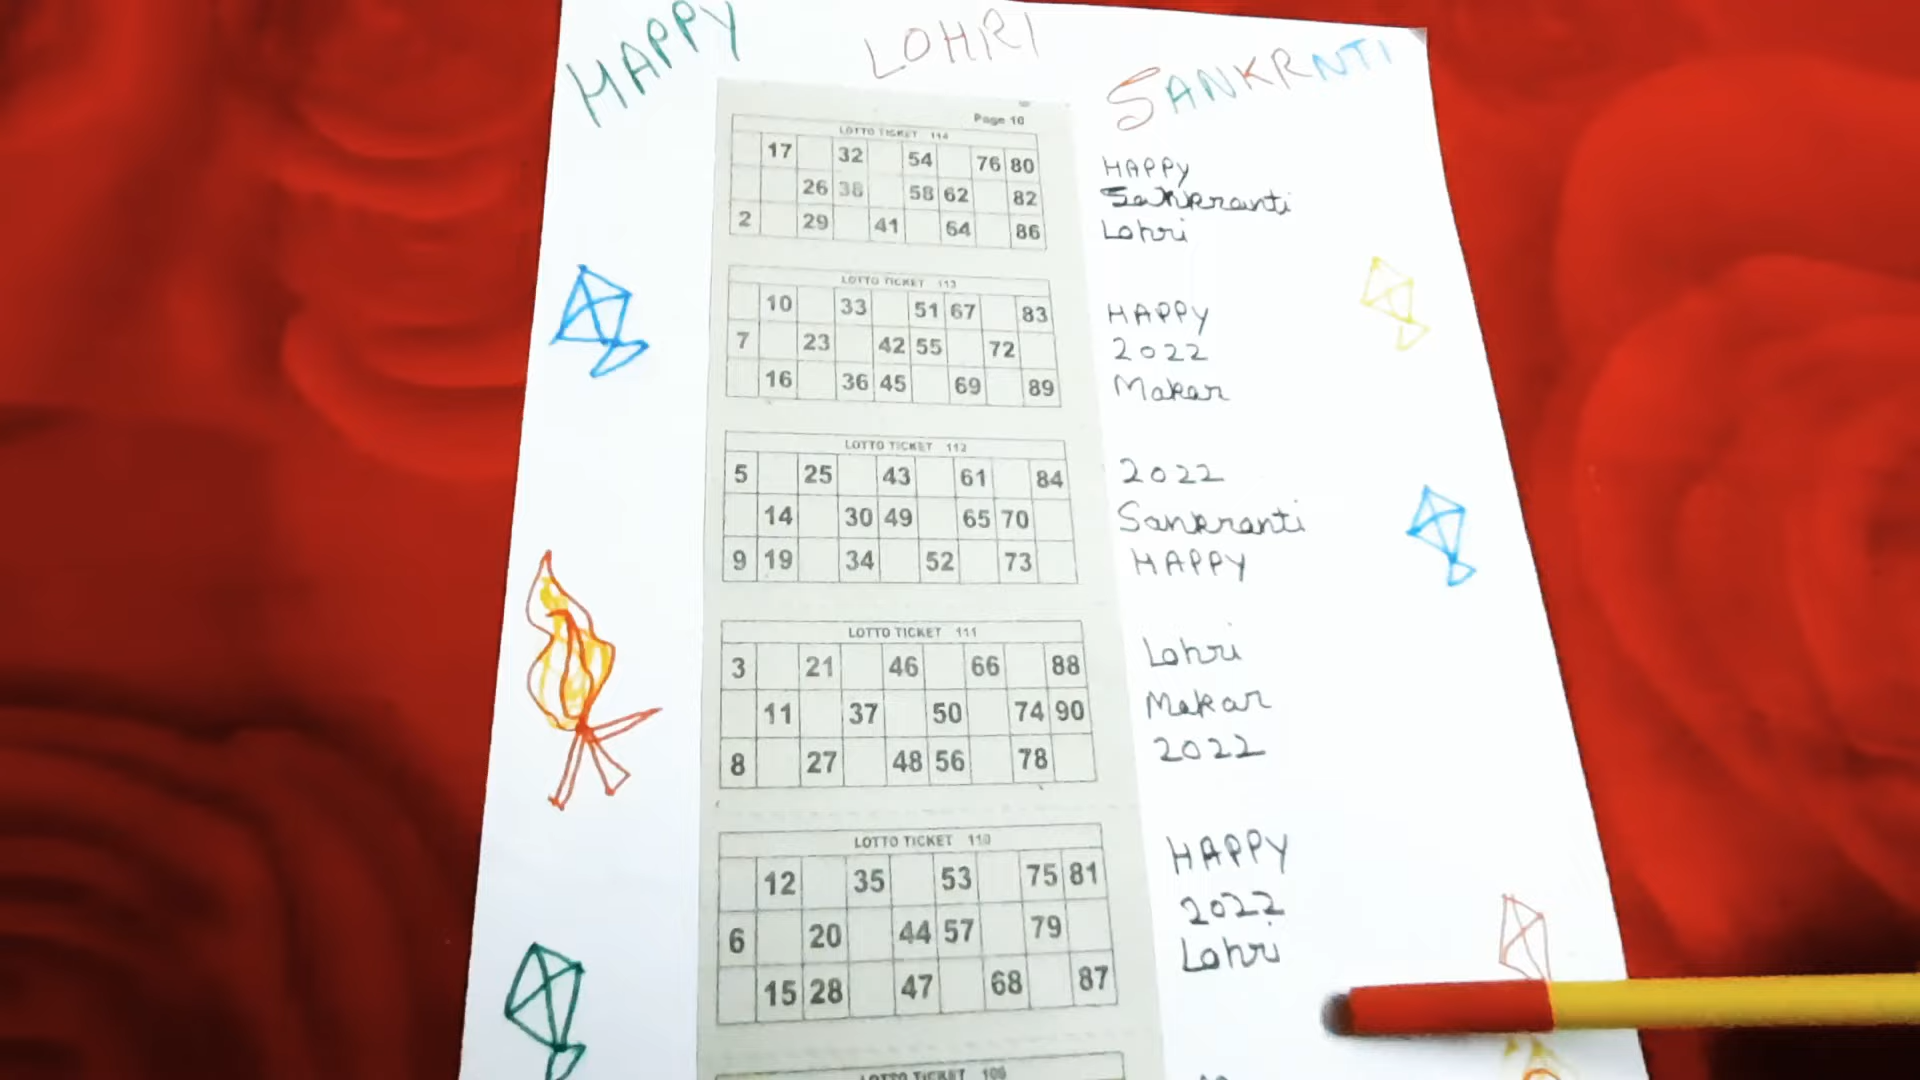 HAPPY LOHRI SANKRNTI
Page 10
LOTTO TICKET 114
17 32 54 76 80
26 38 58 62 82
2 29 41 64 86
HAPPY
Sankranti
Lohri
LOTTO TICKET 113
10 33 51 67 83
7 23 42 55 72
16 36 45 69 89
HAPPY
2022
Makar
LOTTO TICKET 112
5 25 43 61 84
14 30 49 65 70
9 19 34 52 73
2022
Sankranti
HAPPY
LOTTO TICKET 111
3 21 46 66 88
11 37 50 74 90
8 27 48 56 78
Lohri
Makar
2022
LOTTO TICKET 110
12 35 53 75 81
6 20 44 57 79
15 28 47 68 87
HAPPY
2022
Lohri
LOTTO TICKET 109